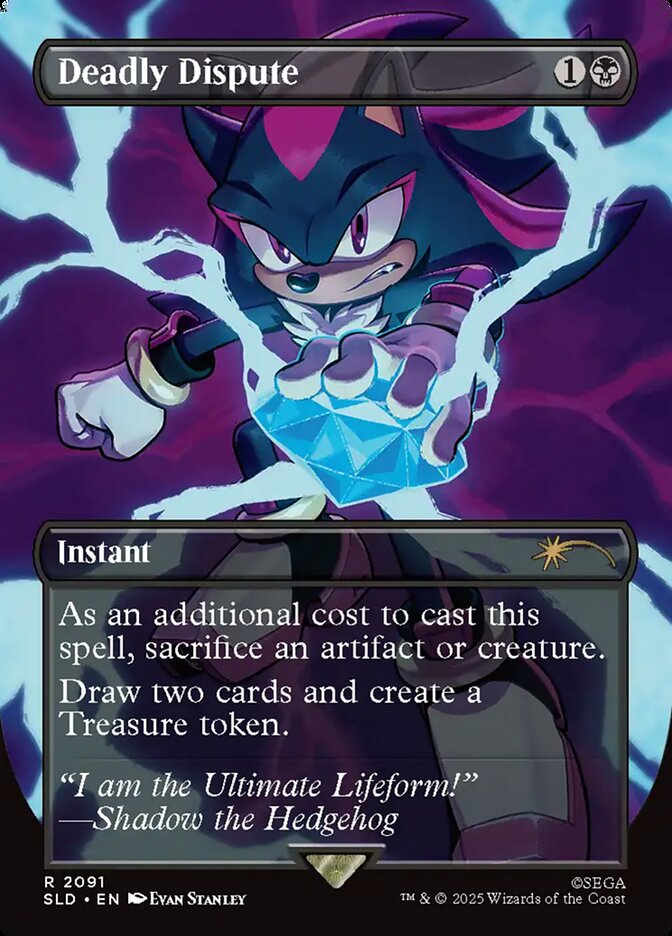 Deadly Dispute 1
Instant
As an additional cost to cast this
spell, sacrifice an artifact or creature.
Draw two cards and create a
Treasure token.
“I am the Ultimate Lifeform!”
—Shadow the Hedgehog
R 2091 ©SEGA
SLD • EN Evan Stanley ™ & © 2025 Wizards of the Coast